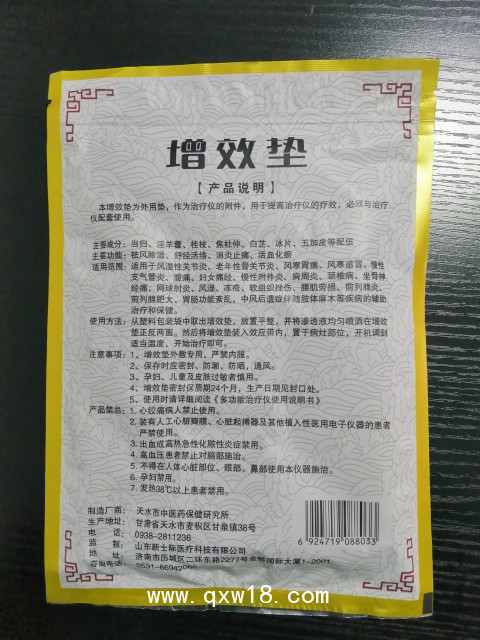 增效垫
【产品说明】
本增效垫为外用垫，作为治疗仪的附件，用于提高治疗仪的疗效，必须与治疗
仪配套使用。
主要成分：当归、淫羊藿、桂枝、焦杜仲、白芷、冰片、五加皮等配伍
主要功能：祛风除湿、舒经活络、消炎止痛、活血化瘀
适用范围：适用于风湿性关节炎、老年性骨关节炎、风寒胃痛、风寒感冒、慢性
支气管炎、腹痛、妇女痛经、慢性附件炎、肩周炎、颈椎病、坐骨神
经痛、网球肘炎、风湿、冻疮、软组织损伤、腰肌劳损、前列腺炎、
前列腺肥大、胃肠功能紊乱，中风后遗症伴随肢体麻木等疾病的辅助
治疗和保健。
使用方法：从塑料包装袋中取出增效垫，放置平整，并将渗透液均匀喷洒在增效
垫正反两面。然后将增效垫装入效应带内，置于病灶部位，开机调到
适当温度，开始治疗即可。
注意事项：1、增效垫外敷专用，严禁内服。
2、保存时应密封、防潮、防晒，通风。
3、孕妇、儿童及皮肤过敏者慎用。
4、增效垫密封保质期24个月，生产日期见封口处。
5、使用时请详细阅读《多功能治疗仪使用说明书》
产品禁忌：1、心绞痛病人禁止使用。
2、装有人工心脏瓣膜、心脏起搏器及其他植入性医用电子仪器的患者
严禁使用。
3、出血或高热急性化脓性炎症禁用。
4、高血压患者禁止对脑部施治。
5、不得在人体心脏部位、眼部、鼻部使用本仪器施治。
6、孕妇禁用。
7、发热38℃以上患者禁用。
制造厂商：天水市中医药保健研究所
生产地址：甘肃省天水市麦积区甘泉镇38号
电 话：0938-2811236
监 制：山东新士际医疗科技有限公司
地 址：济南市历城区二环东路2277号金桥国际大厦1-2001
咨询电话：0531-86942066
6 924719 088033
www.qxw18.com
www.qxw18.com